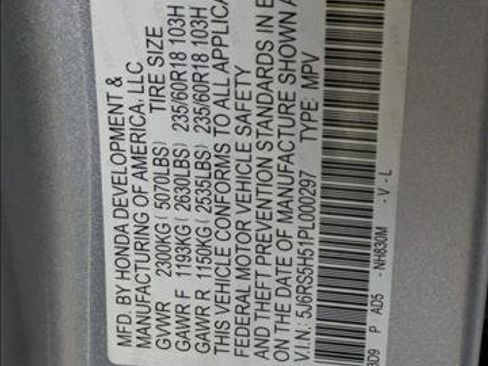 MFD. BY HONDA DEVELOPMENT &
MANUFACTURING OF AMERICA, LLC
TIRE SIZE
GVWR 2300KG ( 5070LBS)
GAWR F 1193KG ( 2630LBS) 235/60R18 103H
GAWR R 1150KG ( 2535LBS) 235/60R18 103H
THIS VEHICLE CONFORMS TO ALL APPLICA
FEDERAL MOTOR VEHICLE SAFETY
AND THEFT PREVENTION STANDARDS IN E
ON THE DATE OF MANUFACTURE SHOWN A
V.I.N: 5J6RS5H51PL000297 TYPE: MPV
3D9 P AD5 - NH830M - V - L